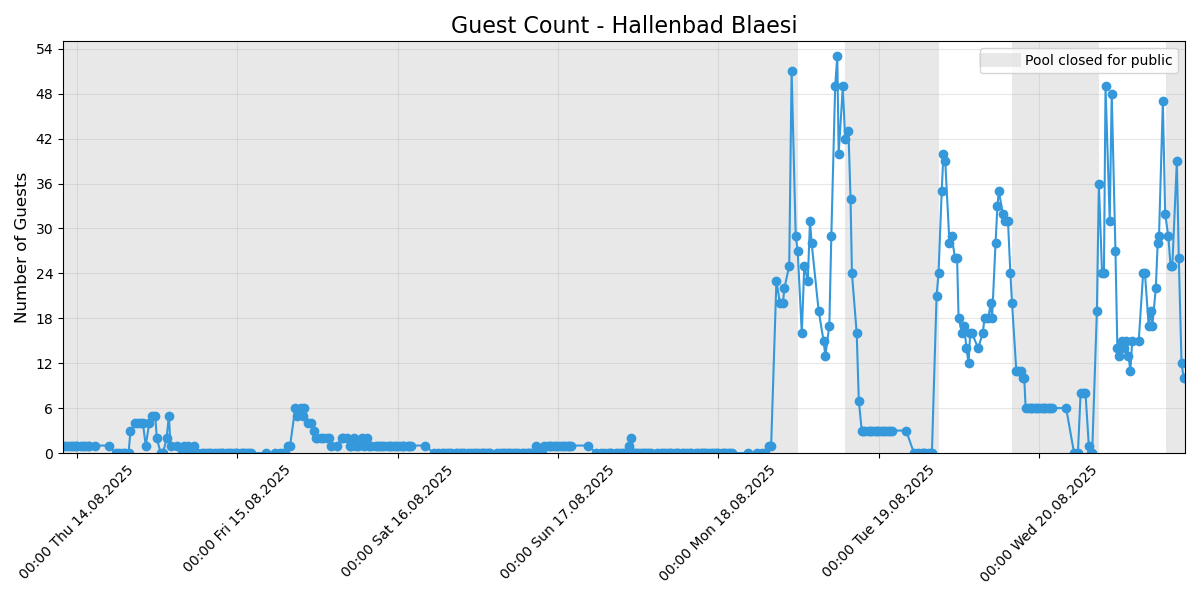 Guest Count - Hallenbad Blaesi
Pool closed for public
Number of Guests
54
48
42
36
30
24
18
12
6
0
00:00 Thu 14.08.2025
00:00 Fri 15.08.2025
00:00 Sat 16.08.2025
00:00 Sun 17.08.2025
00:00 Mon 18.08.2025
00:00 Tue 19.08.2025
00:00 Wed 20.08.2025